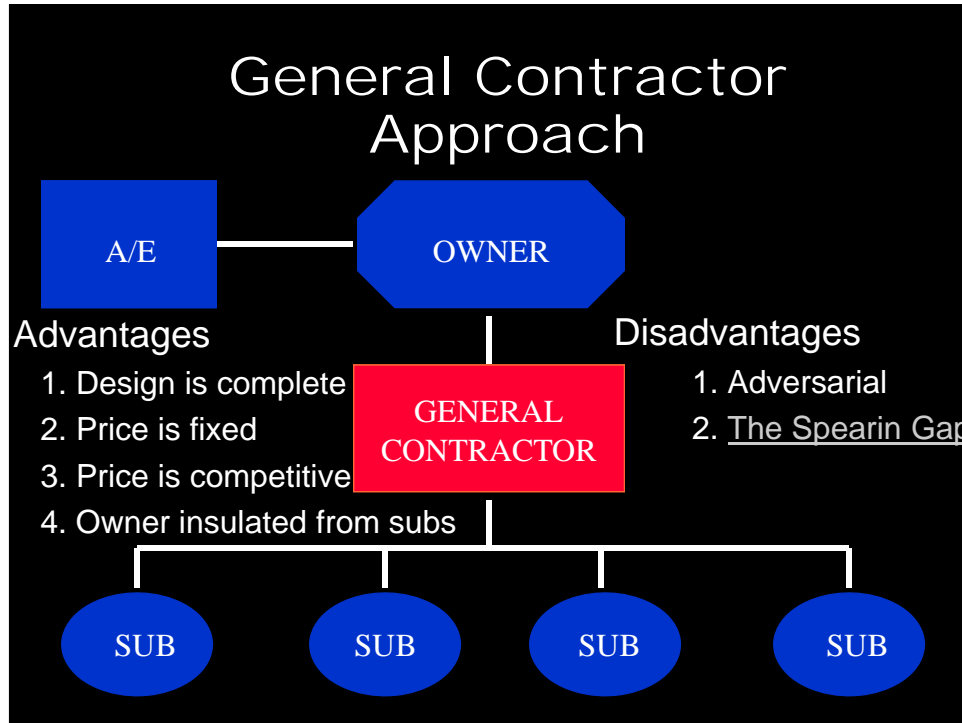 General Contractor
Approach
A/E
OWNER
Advantages
1. Design is complete
2. Price is fixed
3. Price is competitive
4. Owner insulated from subs
GENERAL
CONTRACTOR
Disadvantages
1. Adversarial
2. The Spearin Gap
SUB
SUB
SUB
SUB